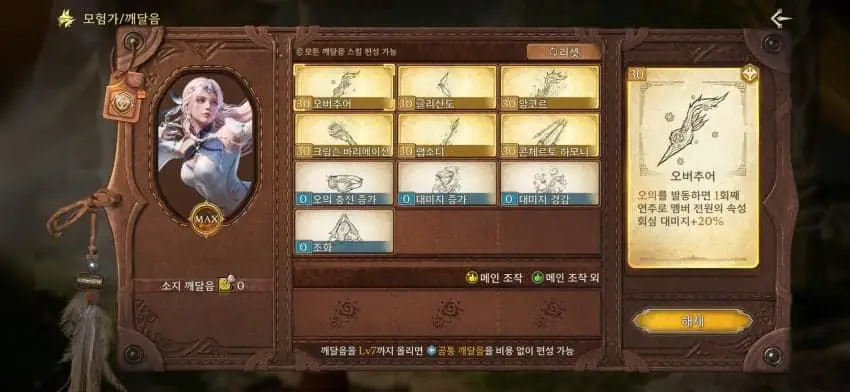 모험가/깨달음
모든 깨달음 스킬 편성 가능
리셋
30 오버추어
30 글리산도
30 앙코르
30 크림슨 바리에이션
30 랩소디
30 콘체르토 하모니
0 오의 충전 증가
0 대미지 증가
0 대미지 경감
0 조화
MAX
소지 깨달음 0
메인 조작 메인 조작 외
깨달음을 Lv7까지 올리면 공통 깨달음을 비용 없이 편성 가능
30
오버추어
오의를 발동하면 1회째
연주로 멤버 전원의 속성
회심 대미지+20%
해제